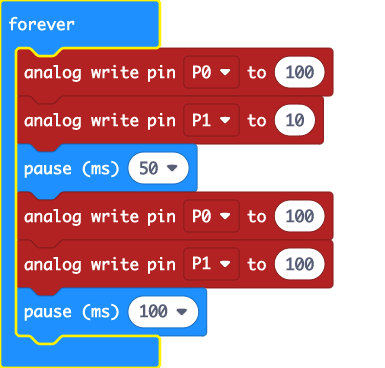 forever
analog write pin P0 to 100
analog write pin P1 to 10
pause (ms) 50
analog write pin P0 to 100
analog write pin P1 to 100
pause (ms) 100